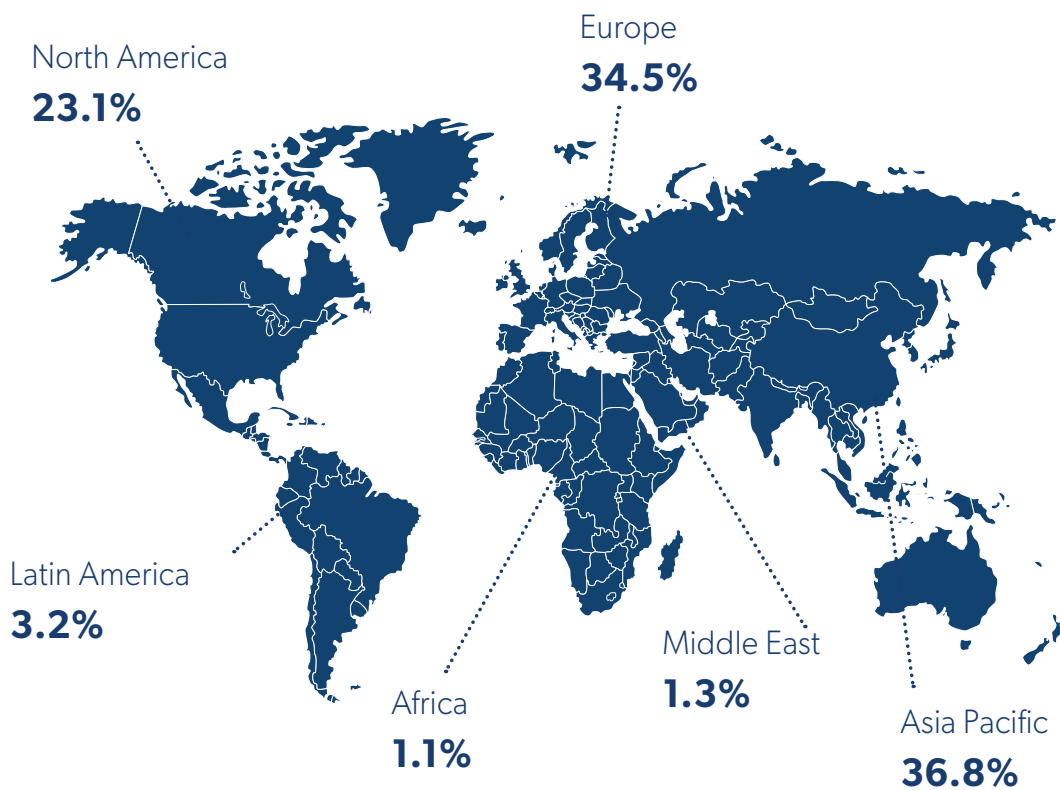 Europe
34.5%
North America
23.1%
Latin America
3.2%
Middle East
1.3%
Africa
1.1%
Asia Pacific
36.8%